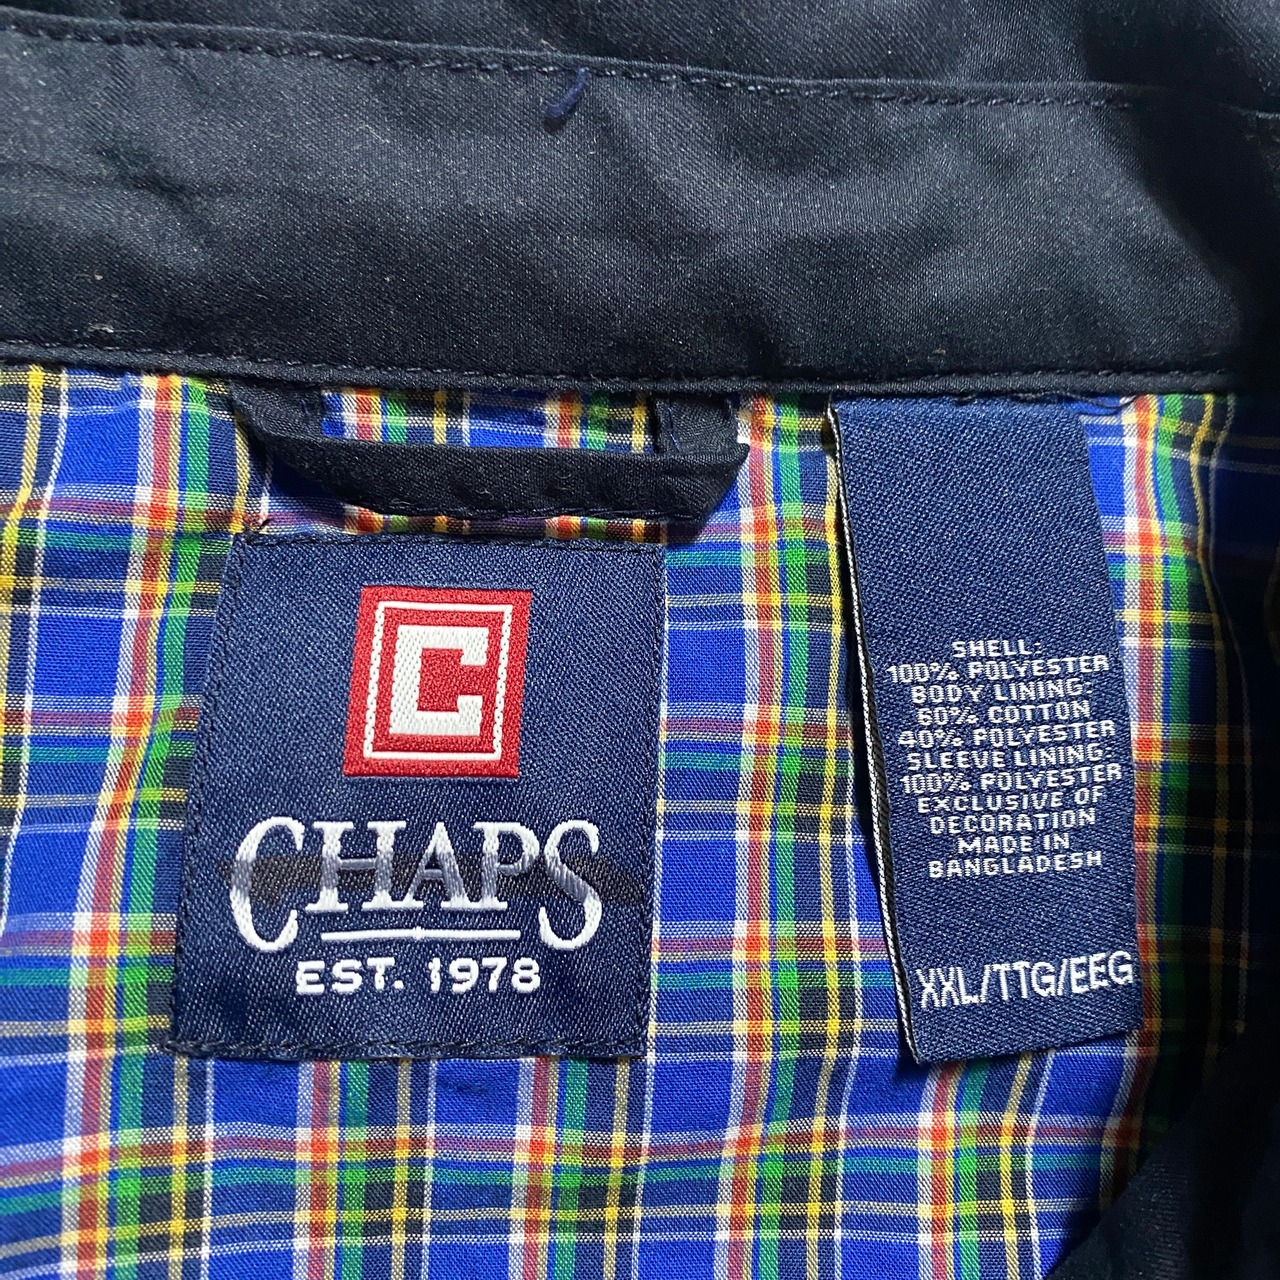 C
CHAPS
EST. 1978
SHELL:
100% POLYESTER
BODY LINING:
60% COTTON
40% POLYESTER
SLEEVE LINING:
100% POLYESTER
EXCLUSIVE OF
DECORATION
MADE IN
BANGLADESH
XXL/TTG/EEG